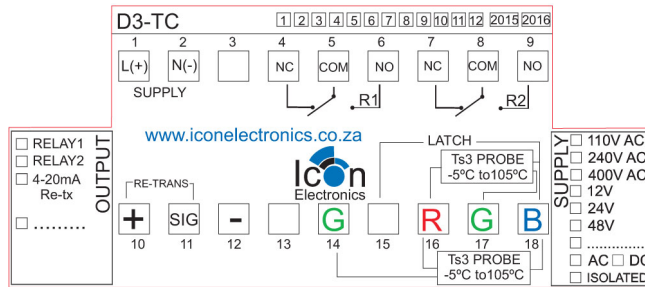 D3-TC
1 2 3 4 5 6 7 8 9 10 11 12 2015 2016
1 2 3 4 5 6 7 8 9
L(+) N(-) NC COM NO NC COM NO
SUPPLY
R1
R2
www.iconelectronics.co.za
LATCH
RELAY1
RELAY2
4-20mA
Re-tx
.........
OUTPUT
RE-TRANS
Icon
Electronics
Ts3 PROBE
-5ºC to105ºC
+ SIG - G R G B
10 11 12 13 14 15 16 17 18
Ts3 PROBE
-5ºC to105ºC
SUPPLY
110V AC
240V AC
400V AC
12V
24V
48V
..............
AC DC
ISOLATED